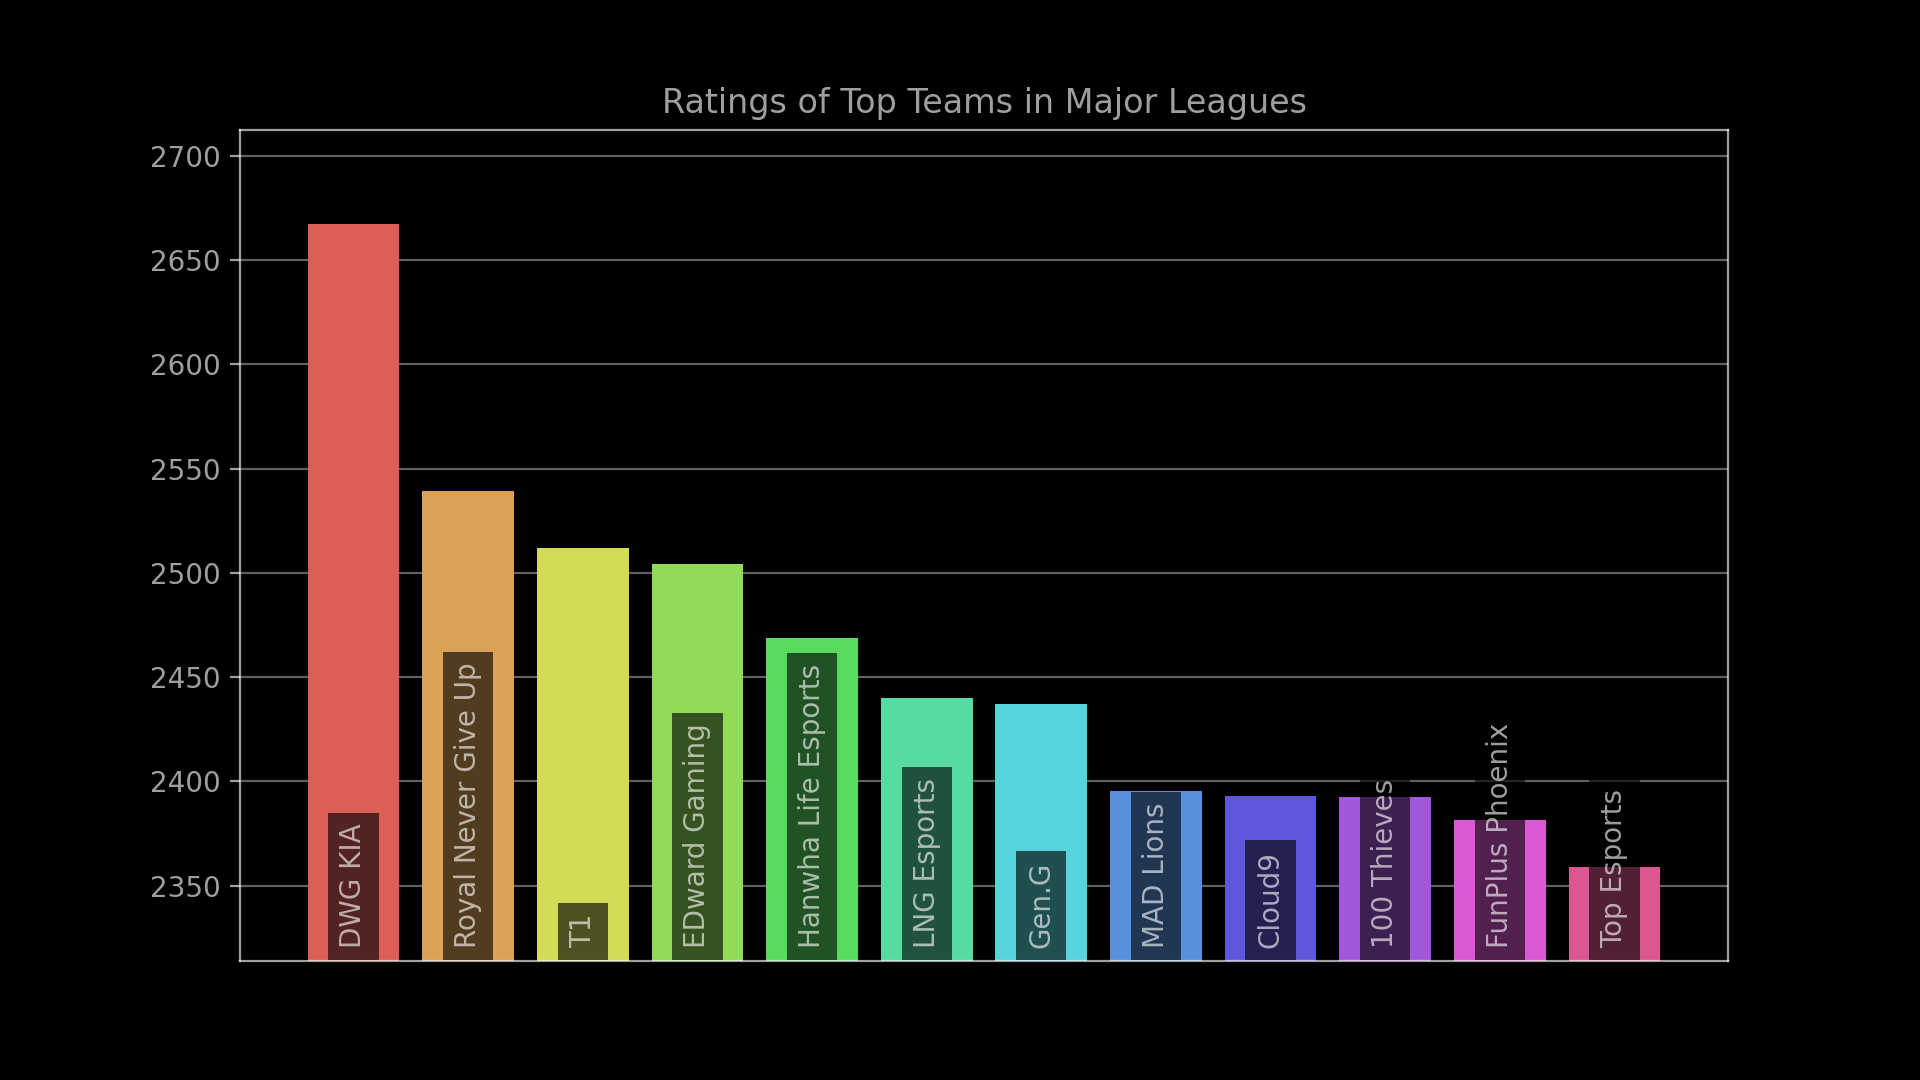 Ratings of Top Teams in Major Leagues
2700
2650
2600
2550
2500
2450
2400
2350
DWG KIA
Royal Never Give Up
T1
EDward Gaming
Hanwha Life Esports
LNG Esports
Gen.G
MAD Lions
Cloud9
100 Thieves
FunPlus Phoenix
Top Esports